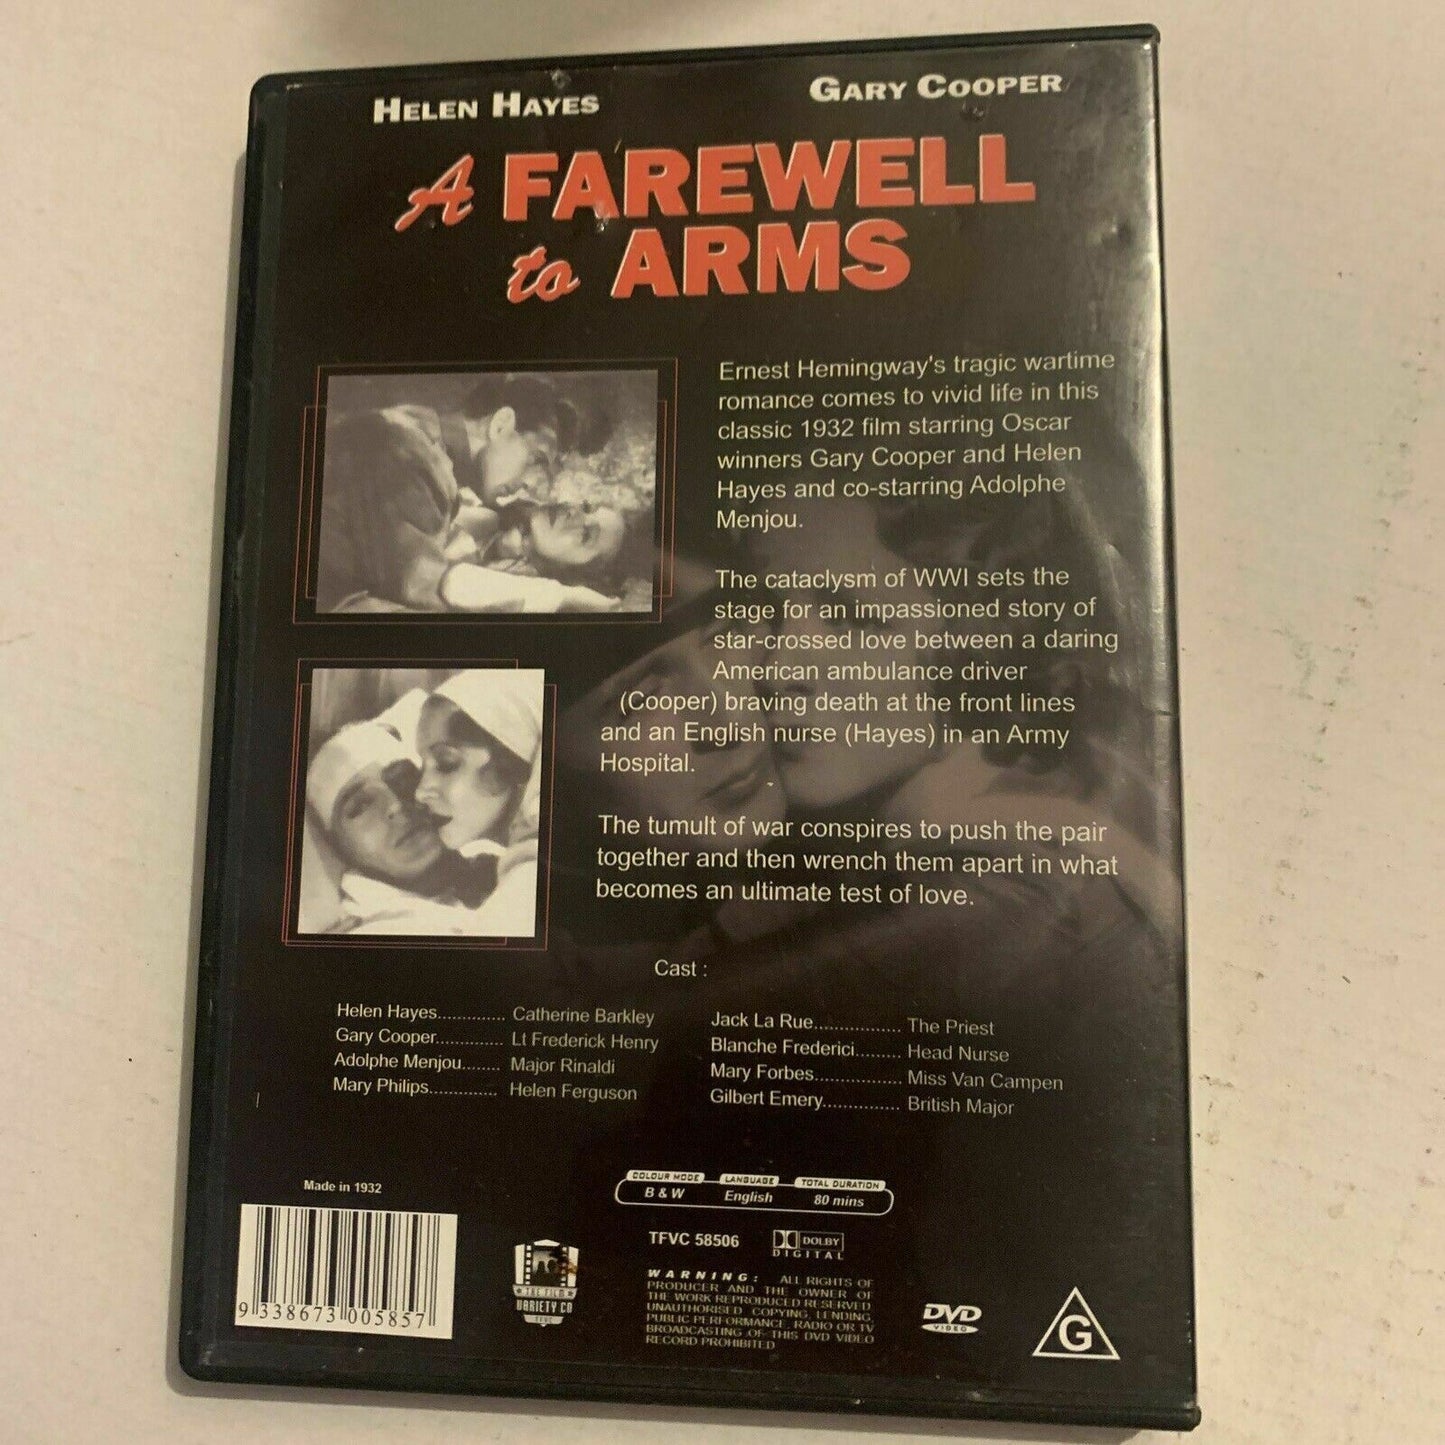 HELEN HAYES GARY COOPER
A FAREWELL
to ARMS
Ernest Hemingway's tragic wartime
romance comes to vivid life in this
classic 1932 film starring Oscar
winners Gary Cooper and Helen
Hayes and co-starring Adolphe
Menjou.
The cataclysm of WWI sets the
stage for an impassioned story of
star-crossed love between a daring
American ambulance driver
(Cooper) braving death at the front lines
and an English nurse (Hayes) in an Army
Hospital.
The tumult of war conspires to push the pair
together and then wrench them apart in what
becomes an ultimate test of love.
Cast :
Helen Hayes............. Catherine Barkley
Gary Cooper............. Lt Frederick Henry
Adolphe Menjou........ Major Rinaldi
Mary Philips............. Helen Ferguson
Jack La Rue................. The Priest
Blanche Frederici......... Head Nurse
Mary Forbes................. Miss Van Campen
Gilbert Emery............... British Major
Made in 1932
9 338673 005857
COLOUR MODE LANGUAGE TOTAL DURATION
B & W English 80 mins
TFVC 58506
DOLBY
DIGITAL
THE FILM
VARIETY CO
WARNING: ALL RIGHTS OF
PRODUCER AND THE OWNER OF
THE WORK REPRODUCED RESERVED
UNAUTHORISED COPYING, LENDING,
PUBLIC PERFORMANCE, RADIO OR TV
BROADCASTING OF THIS DVD VIDEO
RECORD PROHIBITED
DVD
VIDEO
G